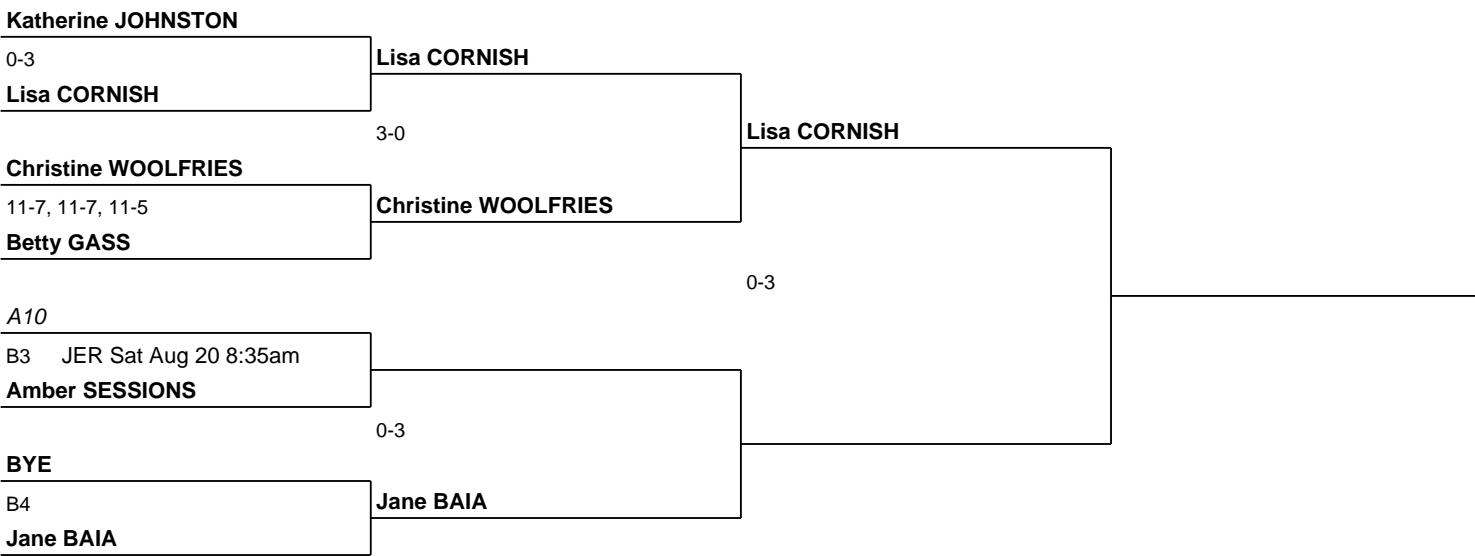 Katherine JOHNSTON
0-3
Lisa CORNISH
Lisa CORNISH
3-0
Lisa CORNISH
Christine WOOLFRIES
11-7, 11-7, 11-5
Christine WOOLFRIES
Betty GASS
0-3
A10
B3 JER Sat Aug 20 8:35am
Amber SESSIONS
0-3
BYE
B4
Jane BAIA
Jane BAIA